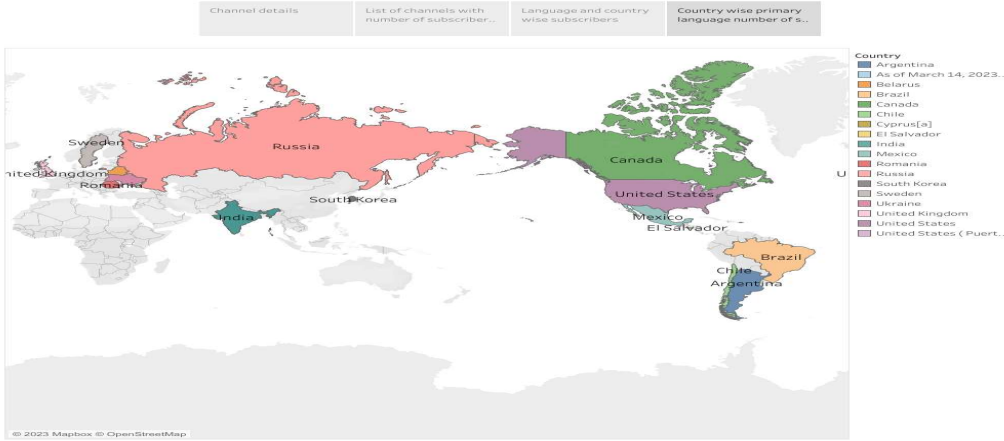 Channel details
List of channels with
number of subscriber..
Language and country
wise subscribers
Country wise primary
language number of s..
Country
Argentina
As of March 14, 2023..
Belarus
Brazil
Canada
Chile
Cyprus[a]
El Salvador
India
Mexico
Romania
Russia
South Korea
Sweden
Ukraine
United Kingdom
United States
United States ( Puert..
Sweden
Russia
Canada
nited Kingdom
U
Romania
United States
South Korea
India
Mexico
El Salvador
Brazil
Chile
Argentina
© 2023 Mapbox © OpenStreetMap